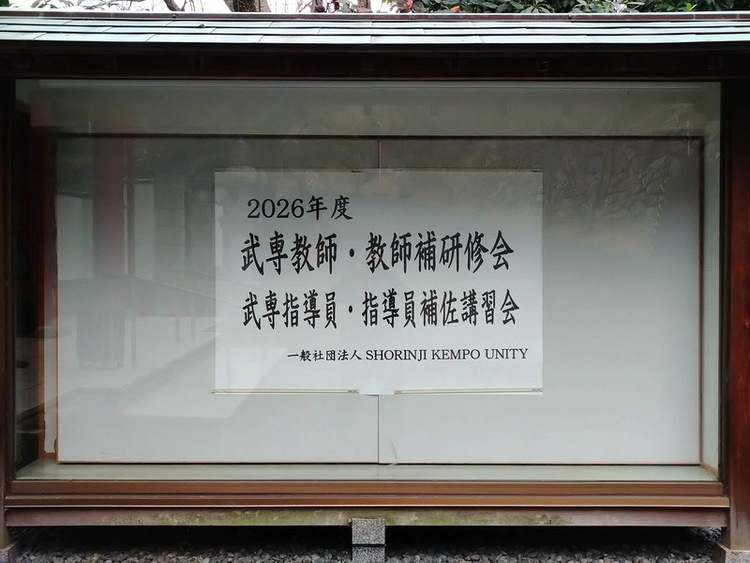 2026年度
武専教師・教師補研修会
武専指導員・指導員補佐講習会
一般社団法人 SHORINJI KEMPO UNITY